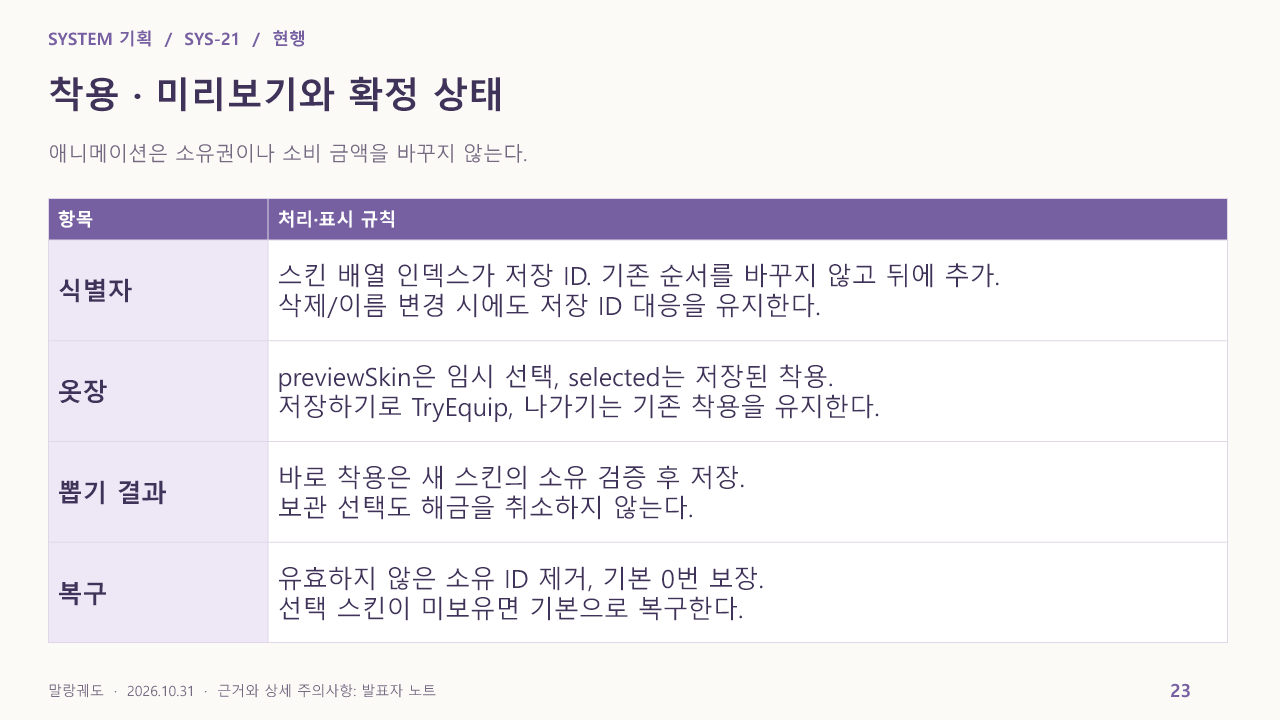 SYSTEM 기획 / SYS-21 / 현행
착용 · 미리보기와 확정 상태
애니메이션은 소유권이나 소비 금액을 바꾸지 않는다.
항목
처리·표시 규칙
식별자
스킨 배열 인덱스가 저장 ID. 기존 순서를 바꾸지 않고 뒤에 추가.
삭제/이름 변경 시에도 저장 ID 대응을 유지한다.
옷장
previewSkin은 임시 선택, selected는 저장된 착용.
저장하기로 TryEquip, 나가기는 기존 착용을 유지한다.
뽑기 결과
바로 착용은 새 스킨의 소유 검증 후 저장.
보관 선택도 해금을 취소하지 않는다.
복구
유효하지 않은 소유 ID 제거, 기본 0번 보장.
선택 스킨이 미보유면 기본으로 복구한다.
말랑궤도 · 2026.10.31 · 근거와 상세 주의사항: 발표자 노트
23